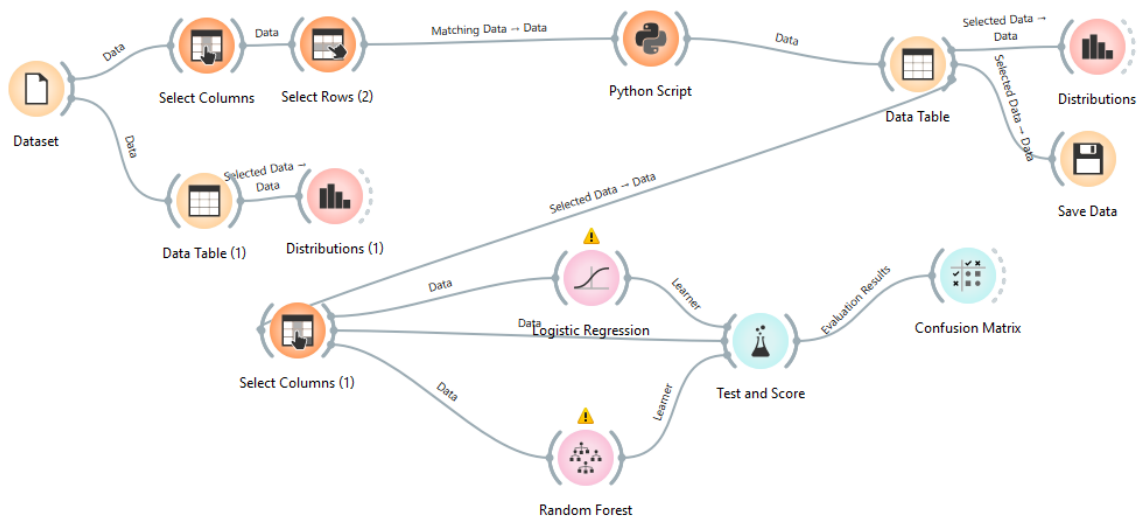 Data
Data
Matching Data → Data
Data
Selected Data →
Data
Select Columns
Select Rows (2)
Python Script
Data Table
Distributions
Dataset
Data
Selected Data → Data
Selected Data →
Data
Selected Data → Data
Save Data
Data Table (1)
Distributions (1)
Data
Learner
Evaluation Results
Data
Logistic Regression
Confusion Matrix
Select Columns (1)
Data
Learner
Test and Score
Random Forest